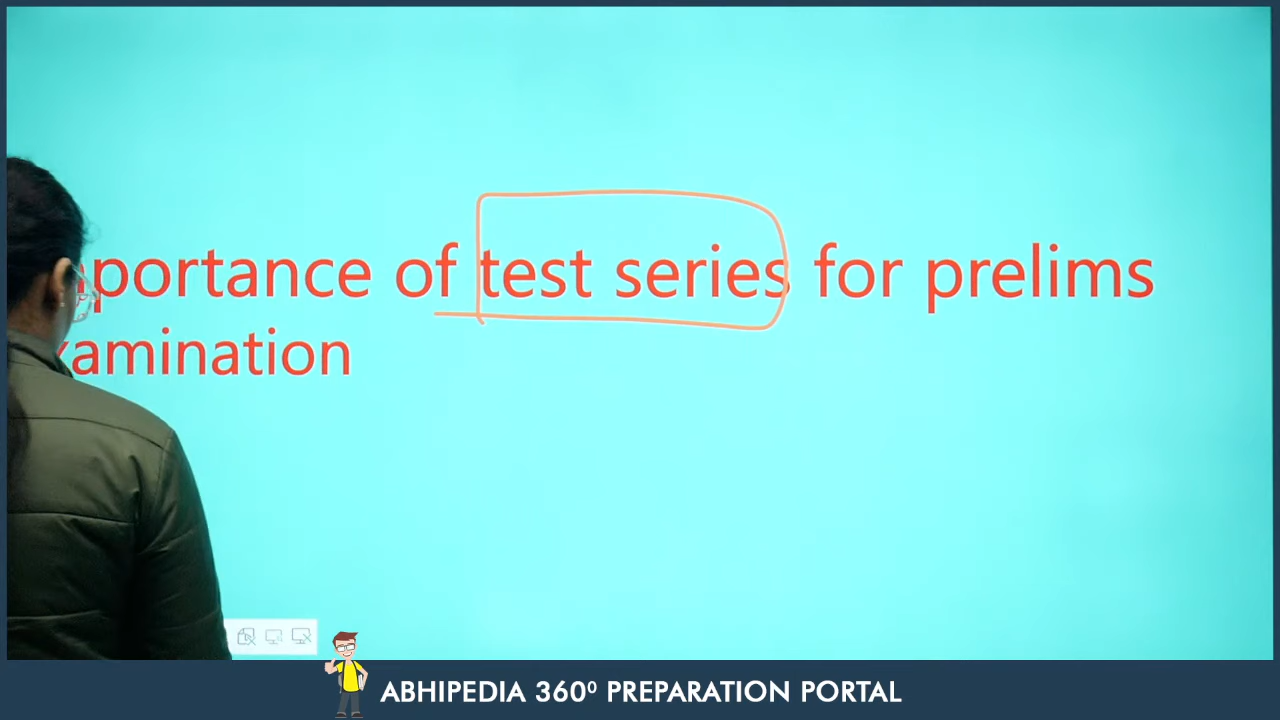 portance of test series for prelims
xamination
ABHIPEDIA 360⁰ PREPARATION PORTAL